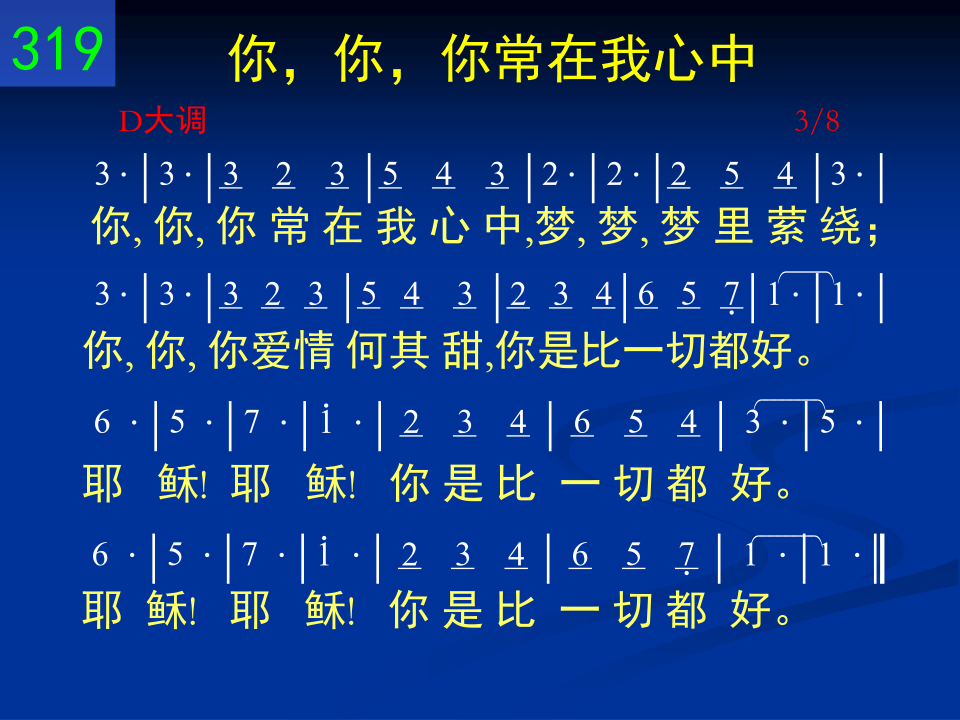 319
你，你，你常在我心中
D大调 3/8
3·|3·|3 2 3|5 4 3|2·|2·|2 5 4|3·|
你, 你, 你 常 在 我 心 中,梦, 梦, 梦 里 萦 绕；
3·|3·|3 2 3|5 4 3|2 3 4|6 5 7̣|1·|1·|
你, 你, 你爱情 何其 甜,你是比一切都好。
6 ·|5 ·|7 ·|1̇ ·|2 3 4|6 5 4|3 ·|5 ·|
耶 稣! 耶 稣! 你 是 比 一 切 都 好。
6 ·|5 ·|7 ·|1̇ ·|2 3 4|6 5 7̣|1 ·|1 ·‖
耶 稣! 耶 稣! 你 是 比 一 切 都 好。